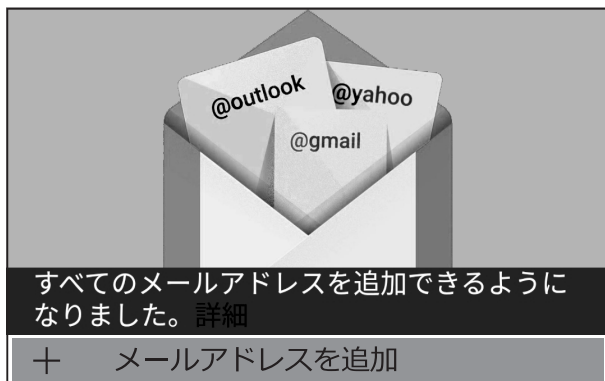 @outlook
@yahoo
@gmail
すべてのメールアドレスを追加できるように
なりました。詳細
＋ メールアドレスを追加